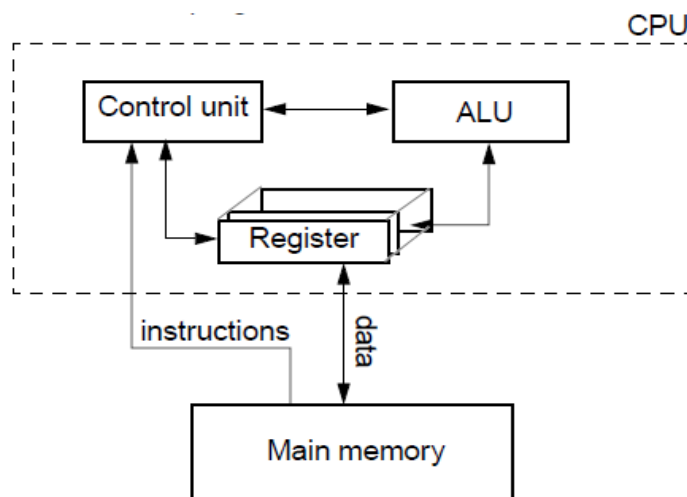 CPU
Control unit
ALU
Register
instructions
data
Main memory